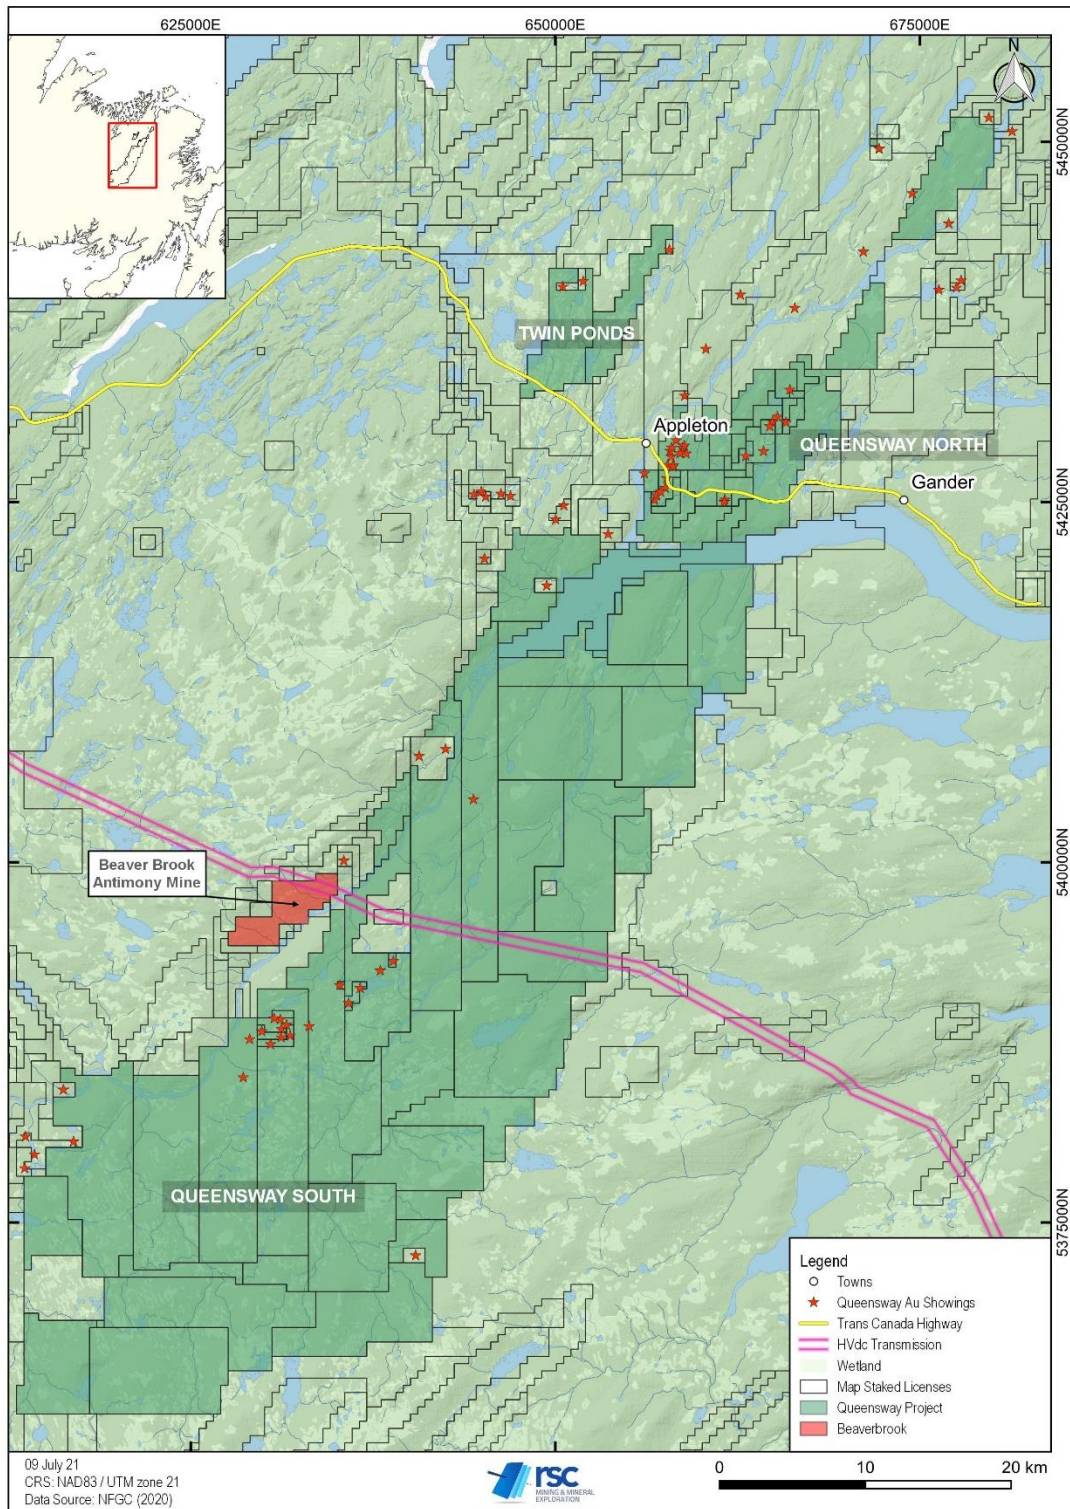 625000E
650000E
675000E
N
5450000N
TWIN PONDS
Appleton
QUEENSWAY NORTH
Gander
5425000N
Beaver Brook
Antimony Mine
5400000N
QUEENSWAY SOUTH
5375000N
Legend
Towns
Queensway Au Showings
Trans Canada Highway
HVdc Transmission
Wetland
Map Staked Licenses
Queensway Project
Beaverbrook
09 July 21
CRS: NAD83 / UTM zone 21
Data Source: NFGC (2020)
rsc
MINING & MINERAL
EXPLORATION
0 10 20 km